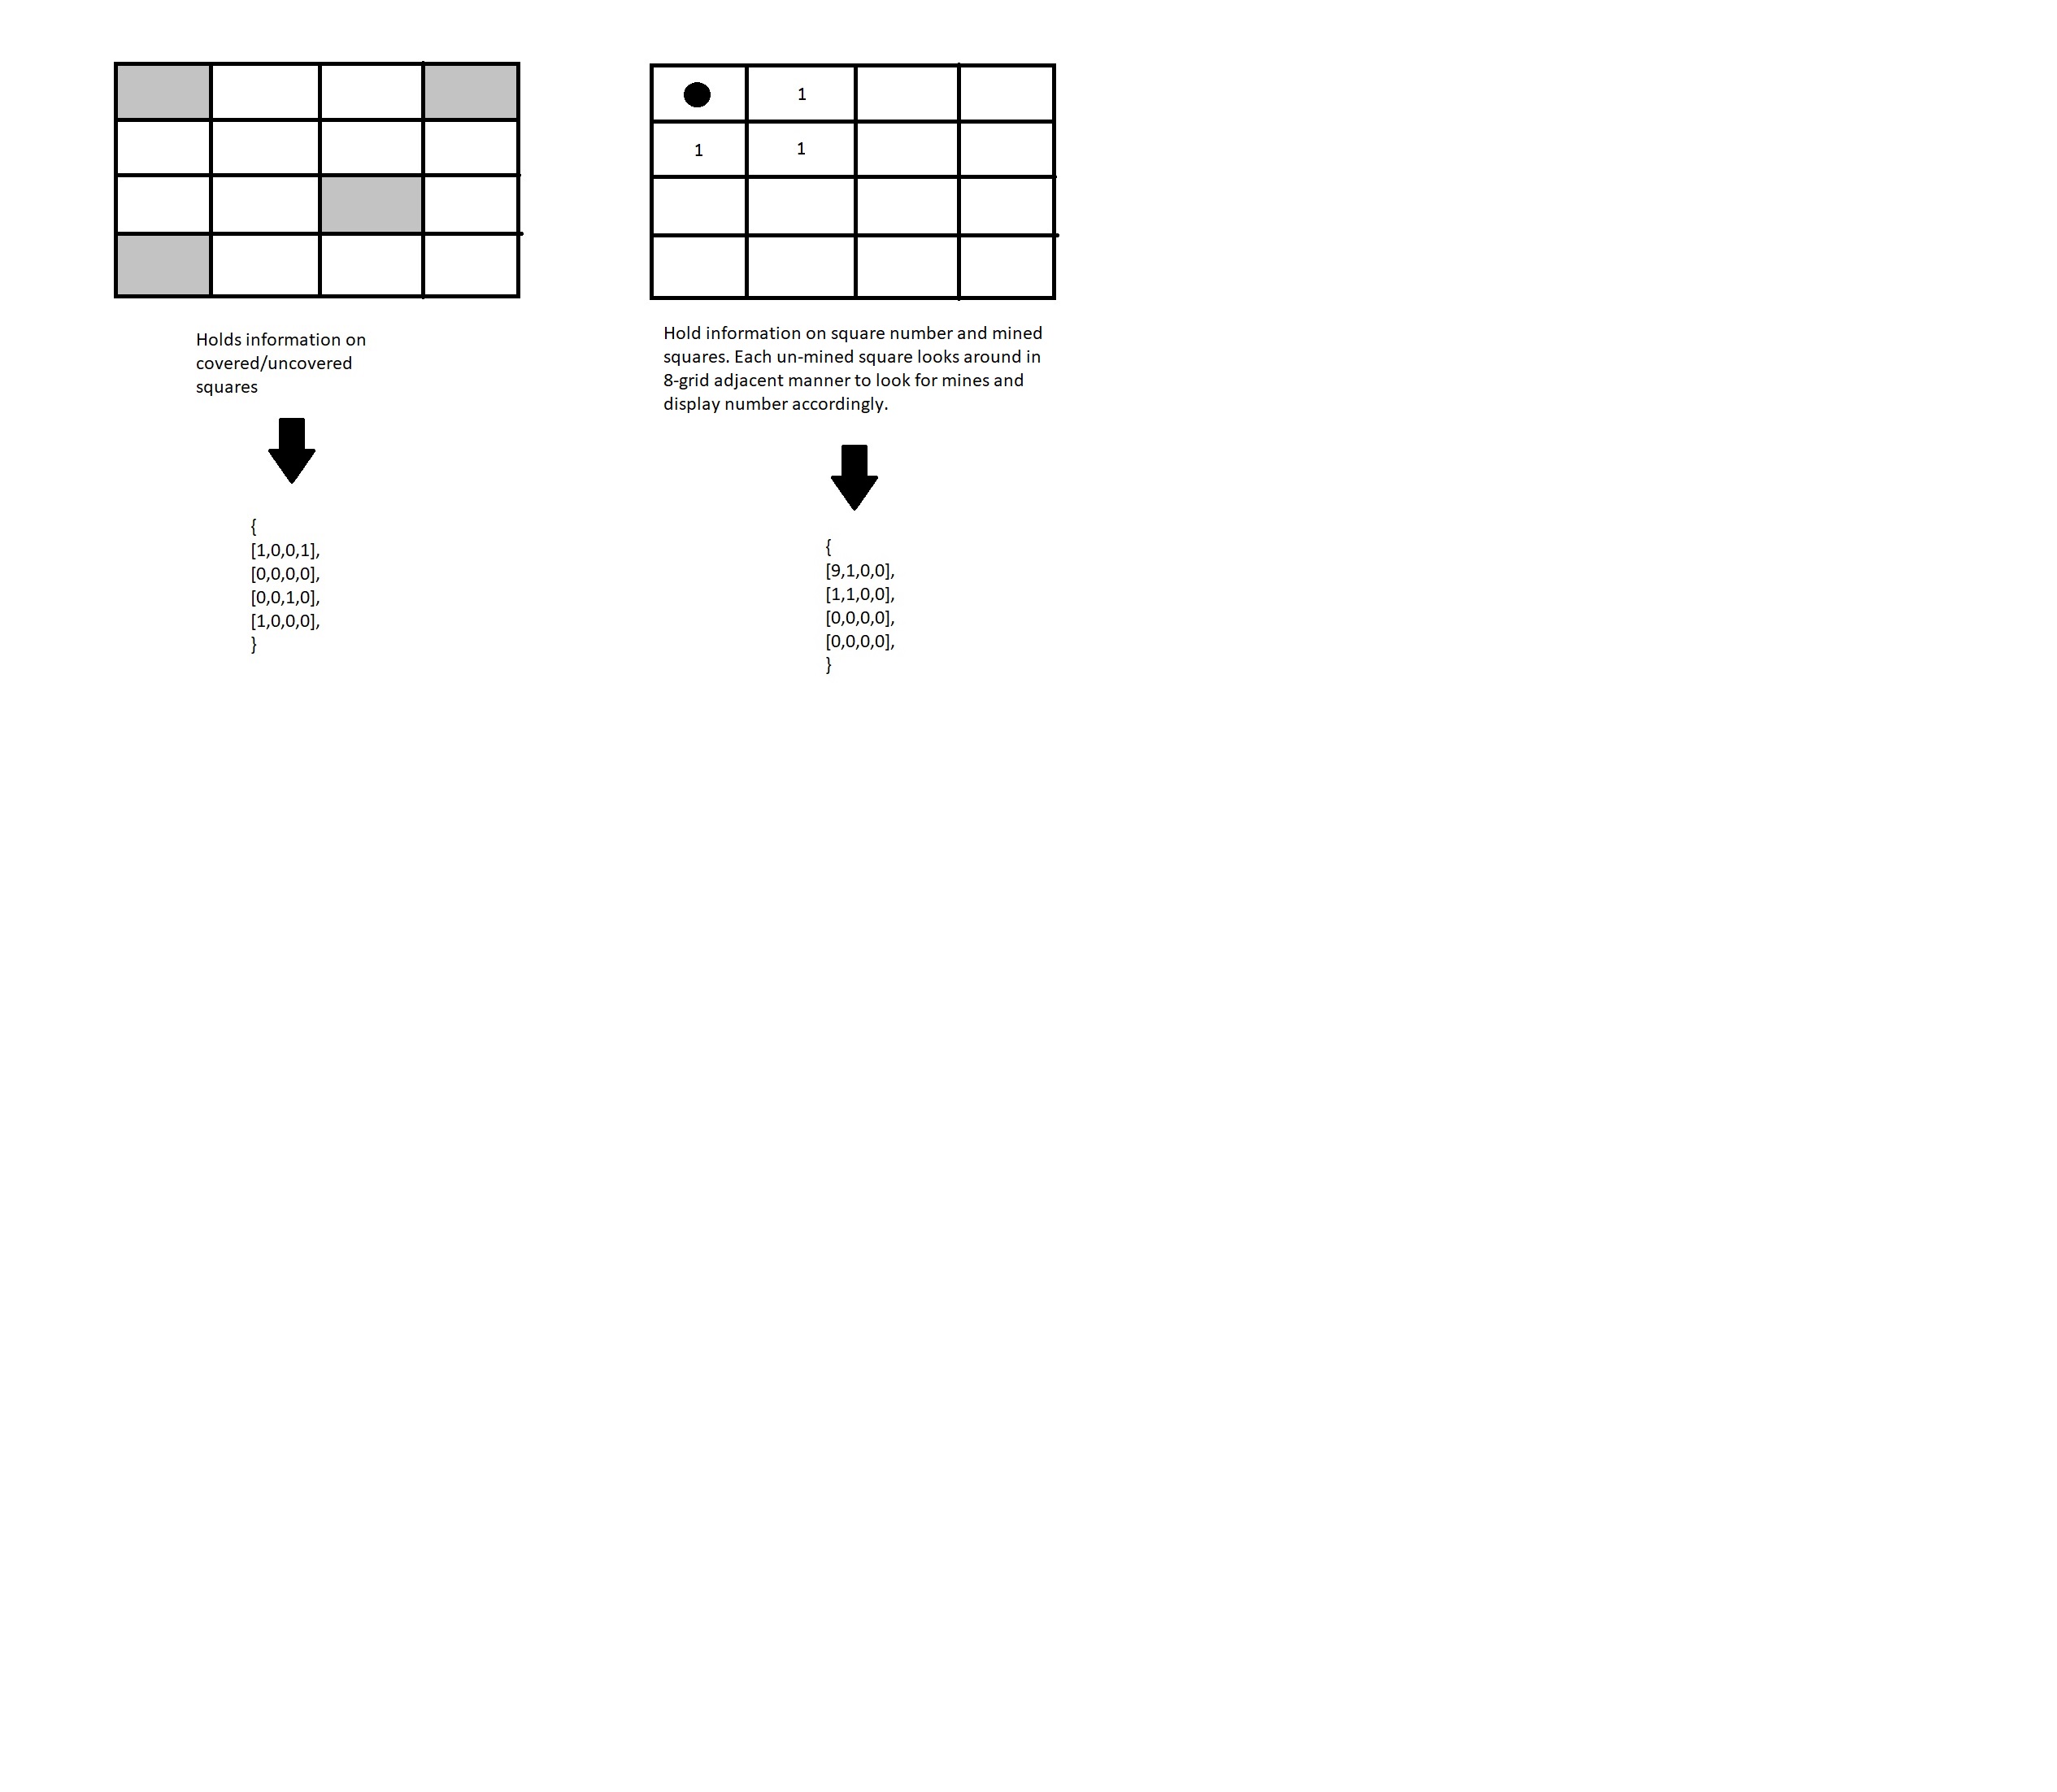 1
1
1
Holds information on
covered/uncovered
squares
{
[1,0,0,1],
[0,0,0,0],
[0,0,1,0],
[1,0,0,0],
}
Hold information on square number and mined
squares. Each un-mined square looks around in
8-grid adjacent manner to look for mines and
display number accordingly.
{
[9,1,0,0],
[1,1,0,0],
[0,0,0,0],
[0,0,0,0],
}